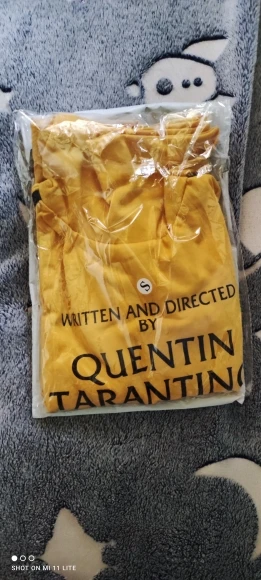 S
WRITTEN AND DIRECTED
BY
QUENTIN
TARANTINO
SHOT ON MI 11 LITE